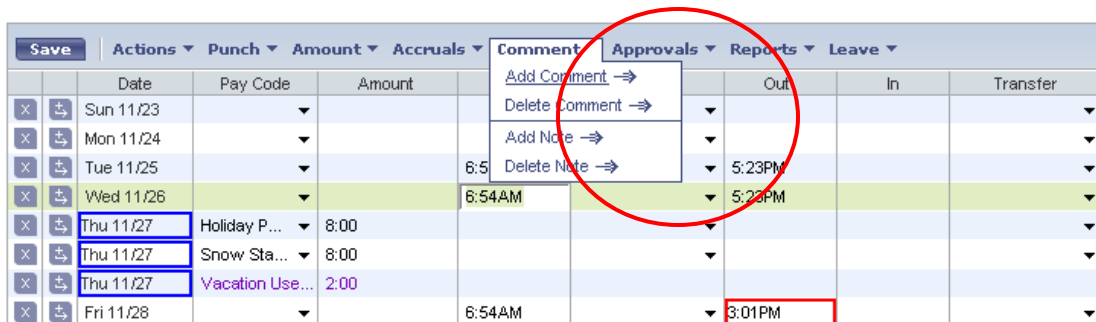 Save Actions Punch Amount Accruals Comment Approvals Reports Leave
Add Comment
Delete Comment
Add Note
Delete Note
Date Pay Code Amount Out In Transfer
X Sun 11/23
X Mon 11/24
X Tue 11/25 6:5 5:23PM
X Wed 11/26 6:54AM 5:23PM
X Thu 11/27 Holiday P... 8:00
X Thu 11/27 Snow Sta... 8:00
X Thu 11/27 Vacation Use... 2:00
X Fri 11/28 6:54AM 3:01PM